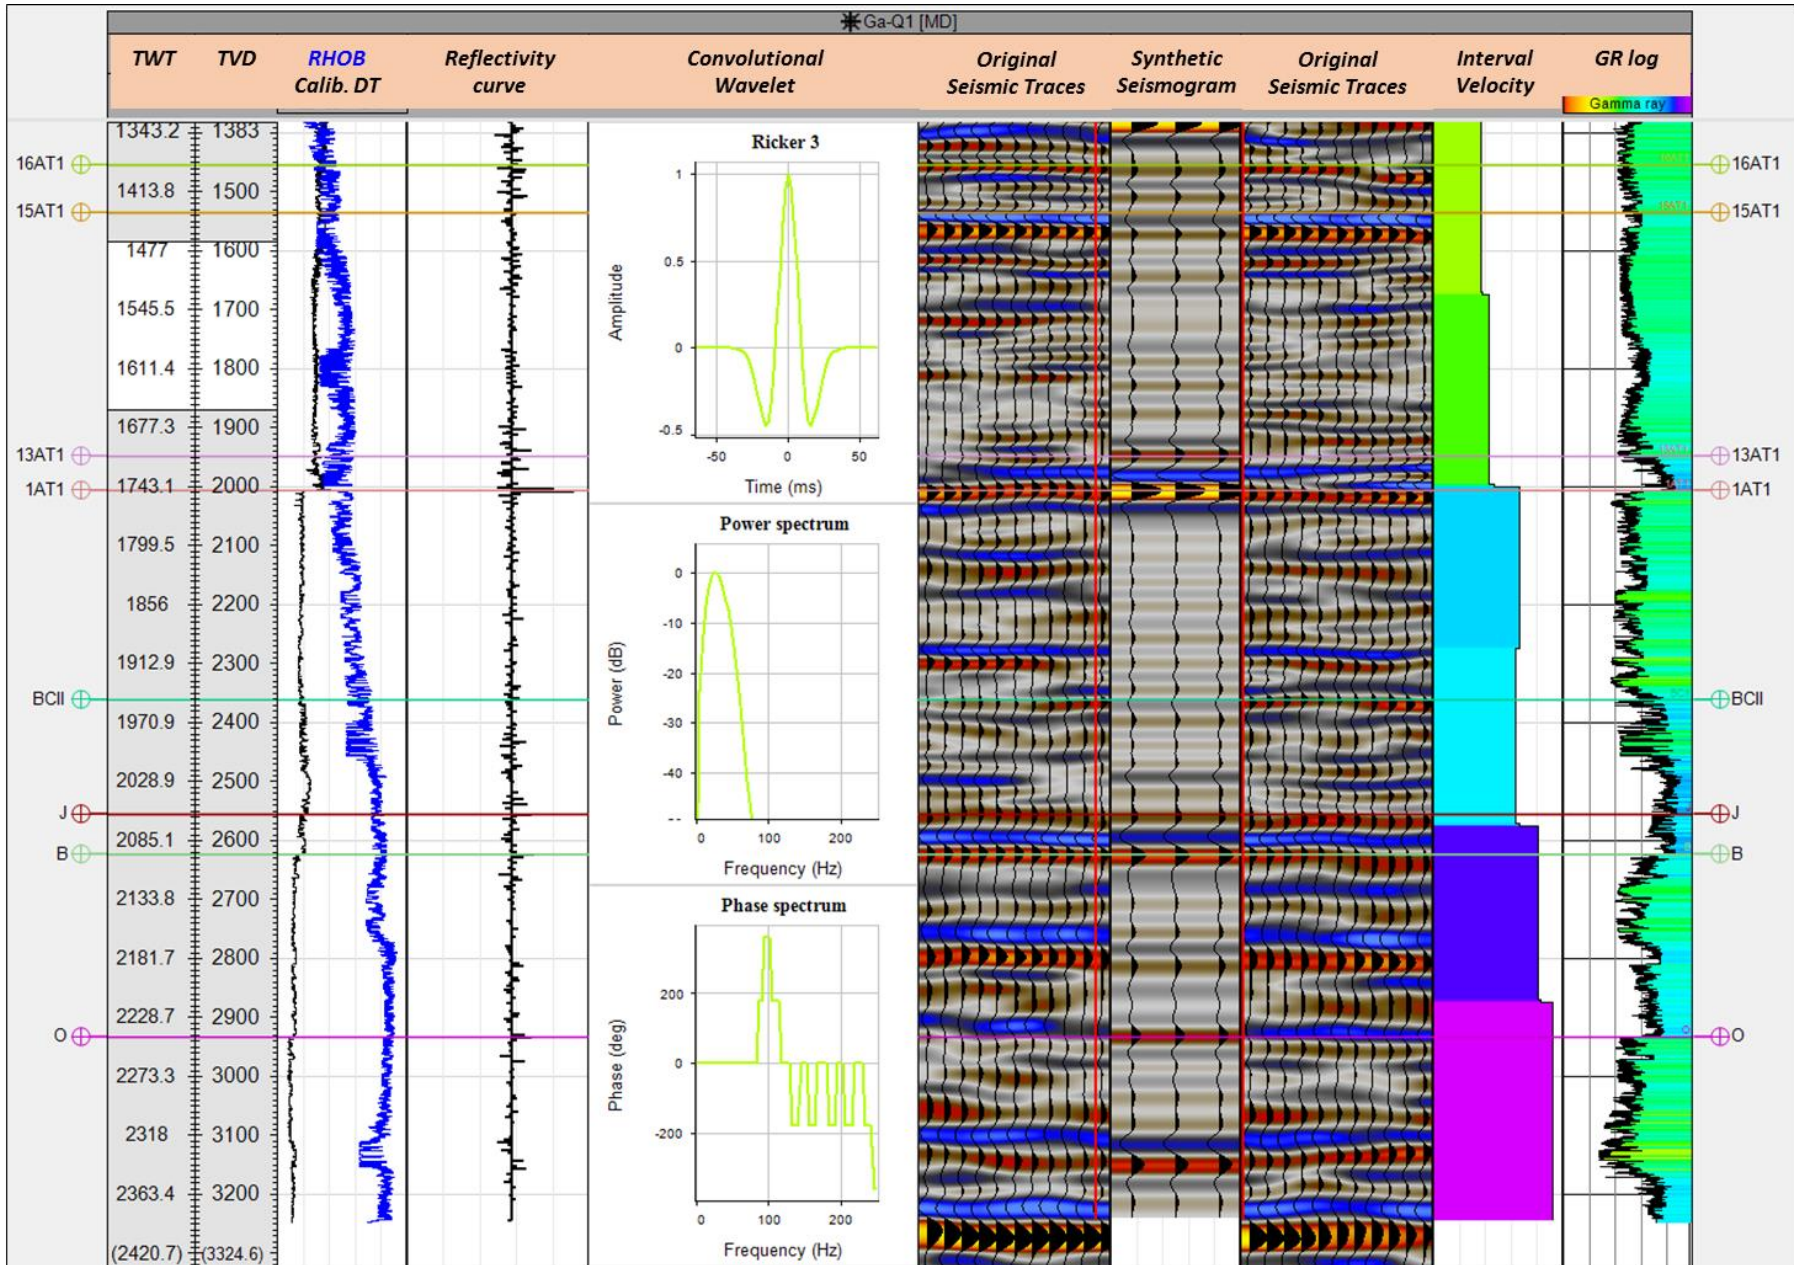 Ga-Q1 [MD]
TWT
TVD
RHOB
Calib. DT
Reflectivity
curve
Convolutional
Wavelet
Original
Seismic Traces
Synthetic
Seismogram
Original
Seismic Traces
Interval
Velocity
GR log
Gamma ray
1343.2 1383
16AT1
16AT1
1413.8 1500
15AT1
15AT1
1477 1600
1545.5 1700
1611.4 1800
1677.3 1900
13AT1
13AT1
1743.1 2000
1AT1
1AT1
1799.5 2100
1856 2200
1912.9 2300
BCII
BCII
1970.9 2400
2028.9 2500
J
J
2085.1 2600
B
B
2133.8 2700
2181.7 2800
2228.7 2900
O
O
2273.3 3000
2318 3100
2363.4 3200
(2420.7) (3324.6)
Ricker 3
Amplitude
1
0.5
0
-0.5
-50 0 50
Time (ms)
Power spectrum
Power (dB)
0
-10
-20
-30
-40
--
0 100 200
Frequency (Hz)
Phase spectrum
Phase (deg)
200
0
-200
0 100 200
Frequency (Hz)